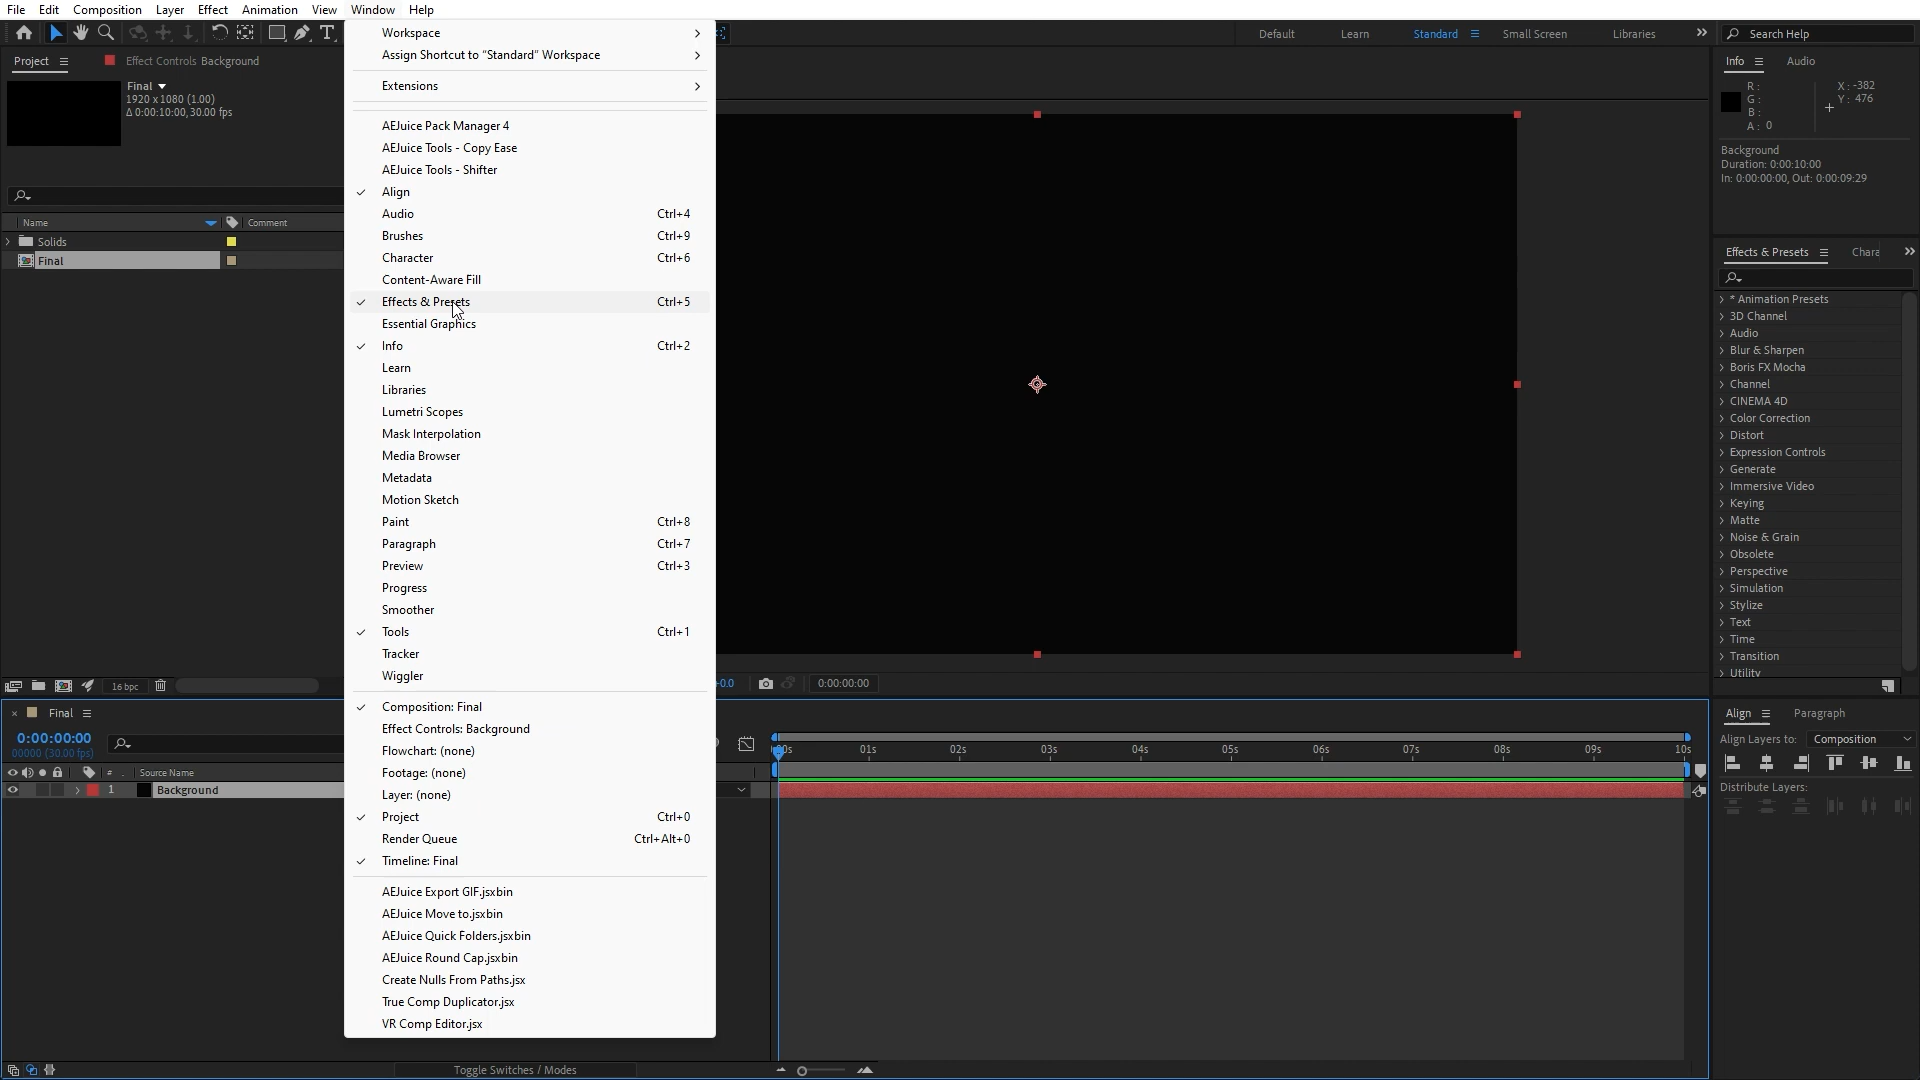 File Edit Composition Layer Effect Animation View Window Help
Default Learn Standard Small Screen Libraries Search Help
Project Effect Controls Background
Final
1920 x 1080 (1.00)
Δ 0:00:10:00, 30.00 fps
Name Comment
Solids
Final
16 bpc
Workspace
Assign Shortcut to "Standard" Workspace
Extensions
AEJuice Pack Manager 4
AEJuice Tools - Copy Ease
AEJuice Tools - Shifter
Align
Audio Ctrl+4
Brushes Ctrl+9
Character Ctrl+6
Content-Aware Fill
Effects & Presets Ctrl+5
Essential Graphics
Info Ctrl+2
Learn
Libraries
Lumetri Scopes
Mask Interpolation
Media Browser
Metadata
Motion Sketch
Paint Ctrl+8
Paragraph Ctrl+7
Preview Ctrl+3
Progress
Smoother
Tools Ctrl+1
Tracker
Wiggler
Composition: Final
Effect Controls: Background
Flowchart: (none)
Footage: (none)
Layer: (none)
Project Ctrl+0
Render Queue Ctrl+Alt+0
Timeline: Final
AEJuice Export GIF.jsxbin
AEJuice Move to.jsxbin
AEJuice Quick Folders.jsxbin
AEJuice Round Cap.jsxbin
Create Nulls From Paths.jsx
True Comp Duplicator.jsx
VR Comp Editor.jsx
+0.0 0:00:00:00
Info Audio
R: X: -382
G: Y: 476
B:
A: 0
Background
Duration: 0:00:10:00
In: 0:00:00:00, Out: 0:00:09:29
Effects & Presets Chara
* Animation Presets
3D Channel
Audio
Blur & Sharpen
Boris FX Mocha
Channel
CINEMA 4D
Color Correction
Distort
Expression Controls
Generate
Immersive Video
Keying
Matte
Noise & Grain
Obsolete
Perspective
Simulation
Stylize
Text
Time
Transition
Utility
Align Paragraph
Align Layers to: Composition
Distribute Layers:
Final
0:00:00:00
00000 (30.00 fps)
# Source Name
1 Background
00s 01s 02s 03s 04s 05s 06s 07s 08s 09s 10s
Toggle Switches / Modes